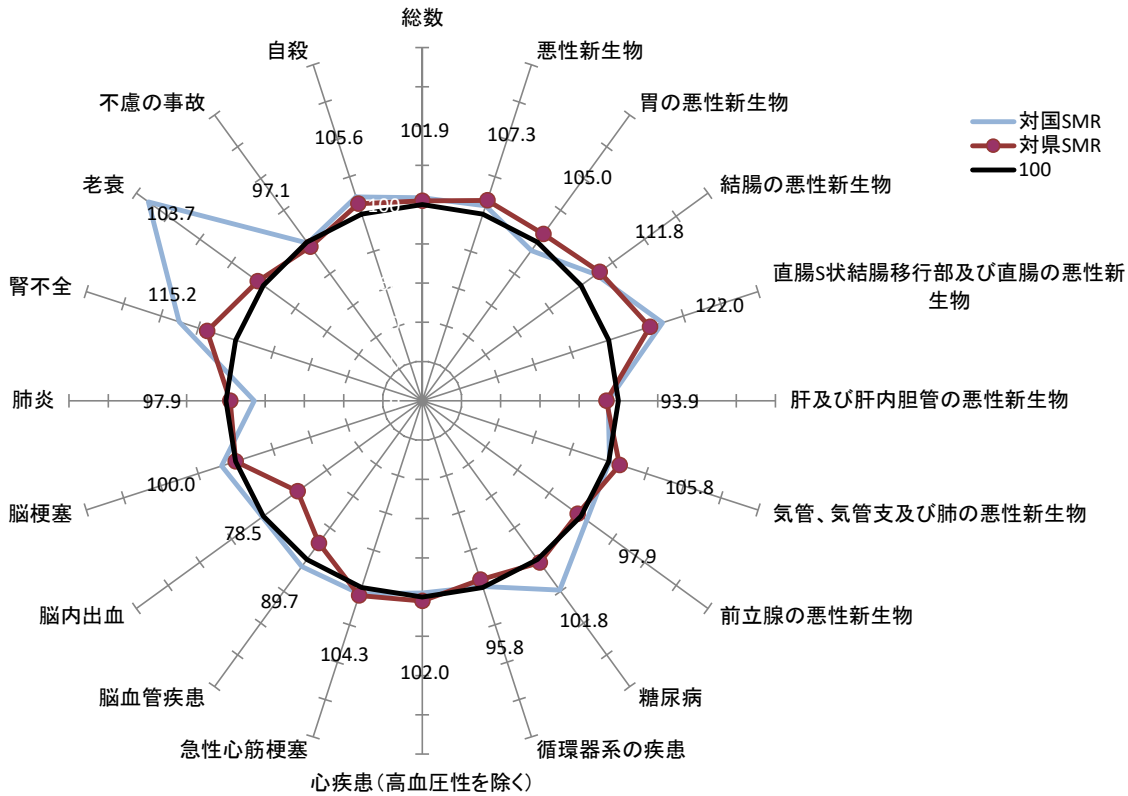 総数
自殺
悪性新生物
不慮の事故
胃の悪性新生物
対国SMR
対県SMR
100
105.6
101.9
107.3
老衰
97.1
105.0
結腸の悪性新生物
103.7
100
111.8
腎不全
115.2
直腸S状結腸移行部及び直腸の悪性新
生物
122.0
肺炎
97.9
93.9
肝及び肝内胆管の悪性新生物
脳梗塞
100.0
105.8
気管、気管支及び肺の悪性新生物
78.5
97.9
脳内出血
前立腺の悪性新生物
89.7
101.8
104.3
102.0
95.8
脳血管疾患
糖尿病
急性心筋梗塞
循環器系の疾患
心疾患(高血圧性を除く)